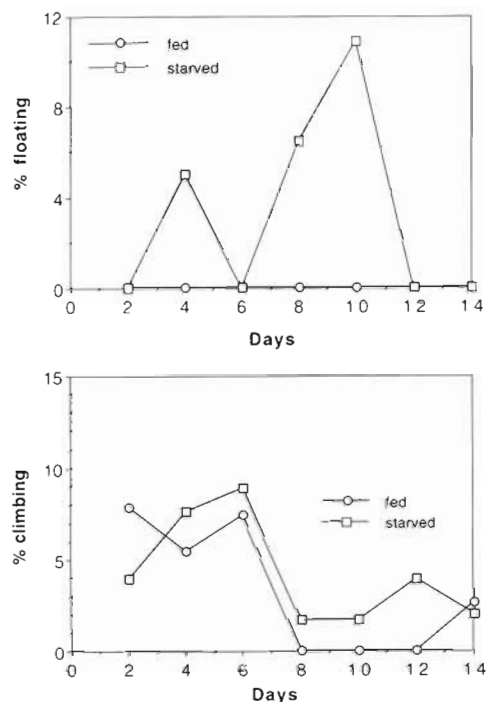 12
fed
starved
8
% floating
4
0
0 2 4 6 8 10 12 14
Days
15
10
fed
starved
% climbing
5
0
0 2 4 6 8 10 12 14
Days